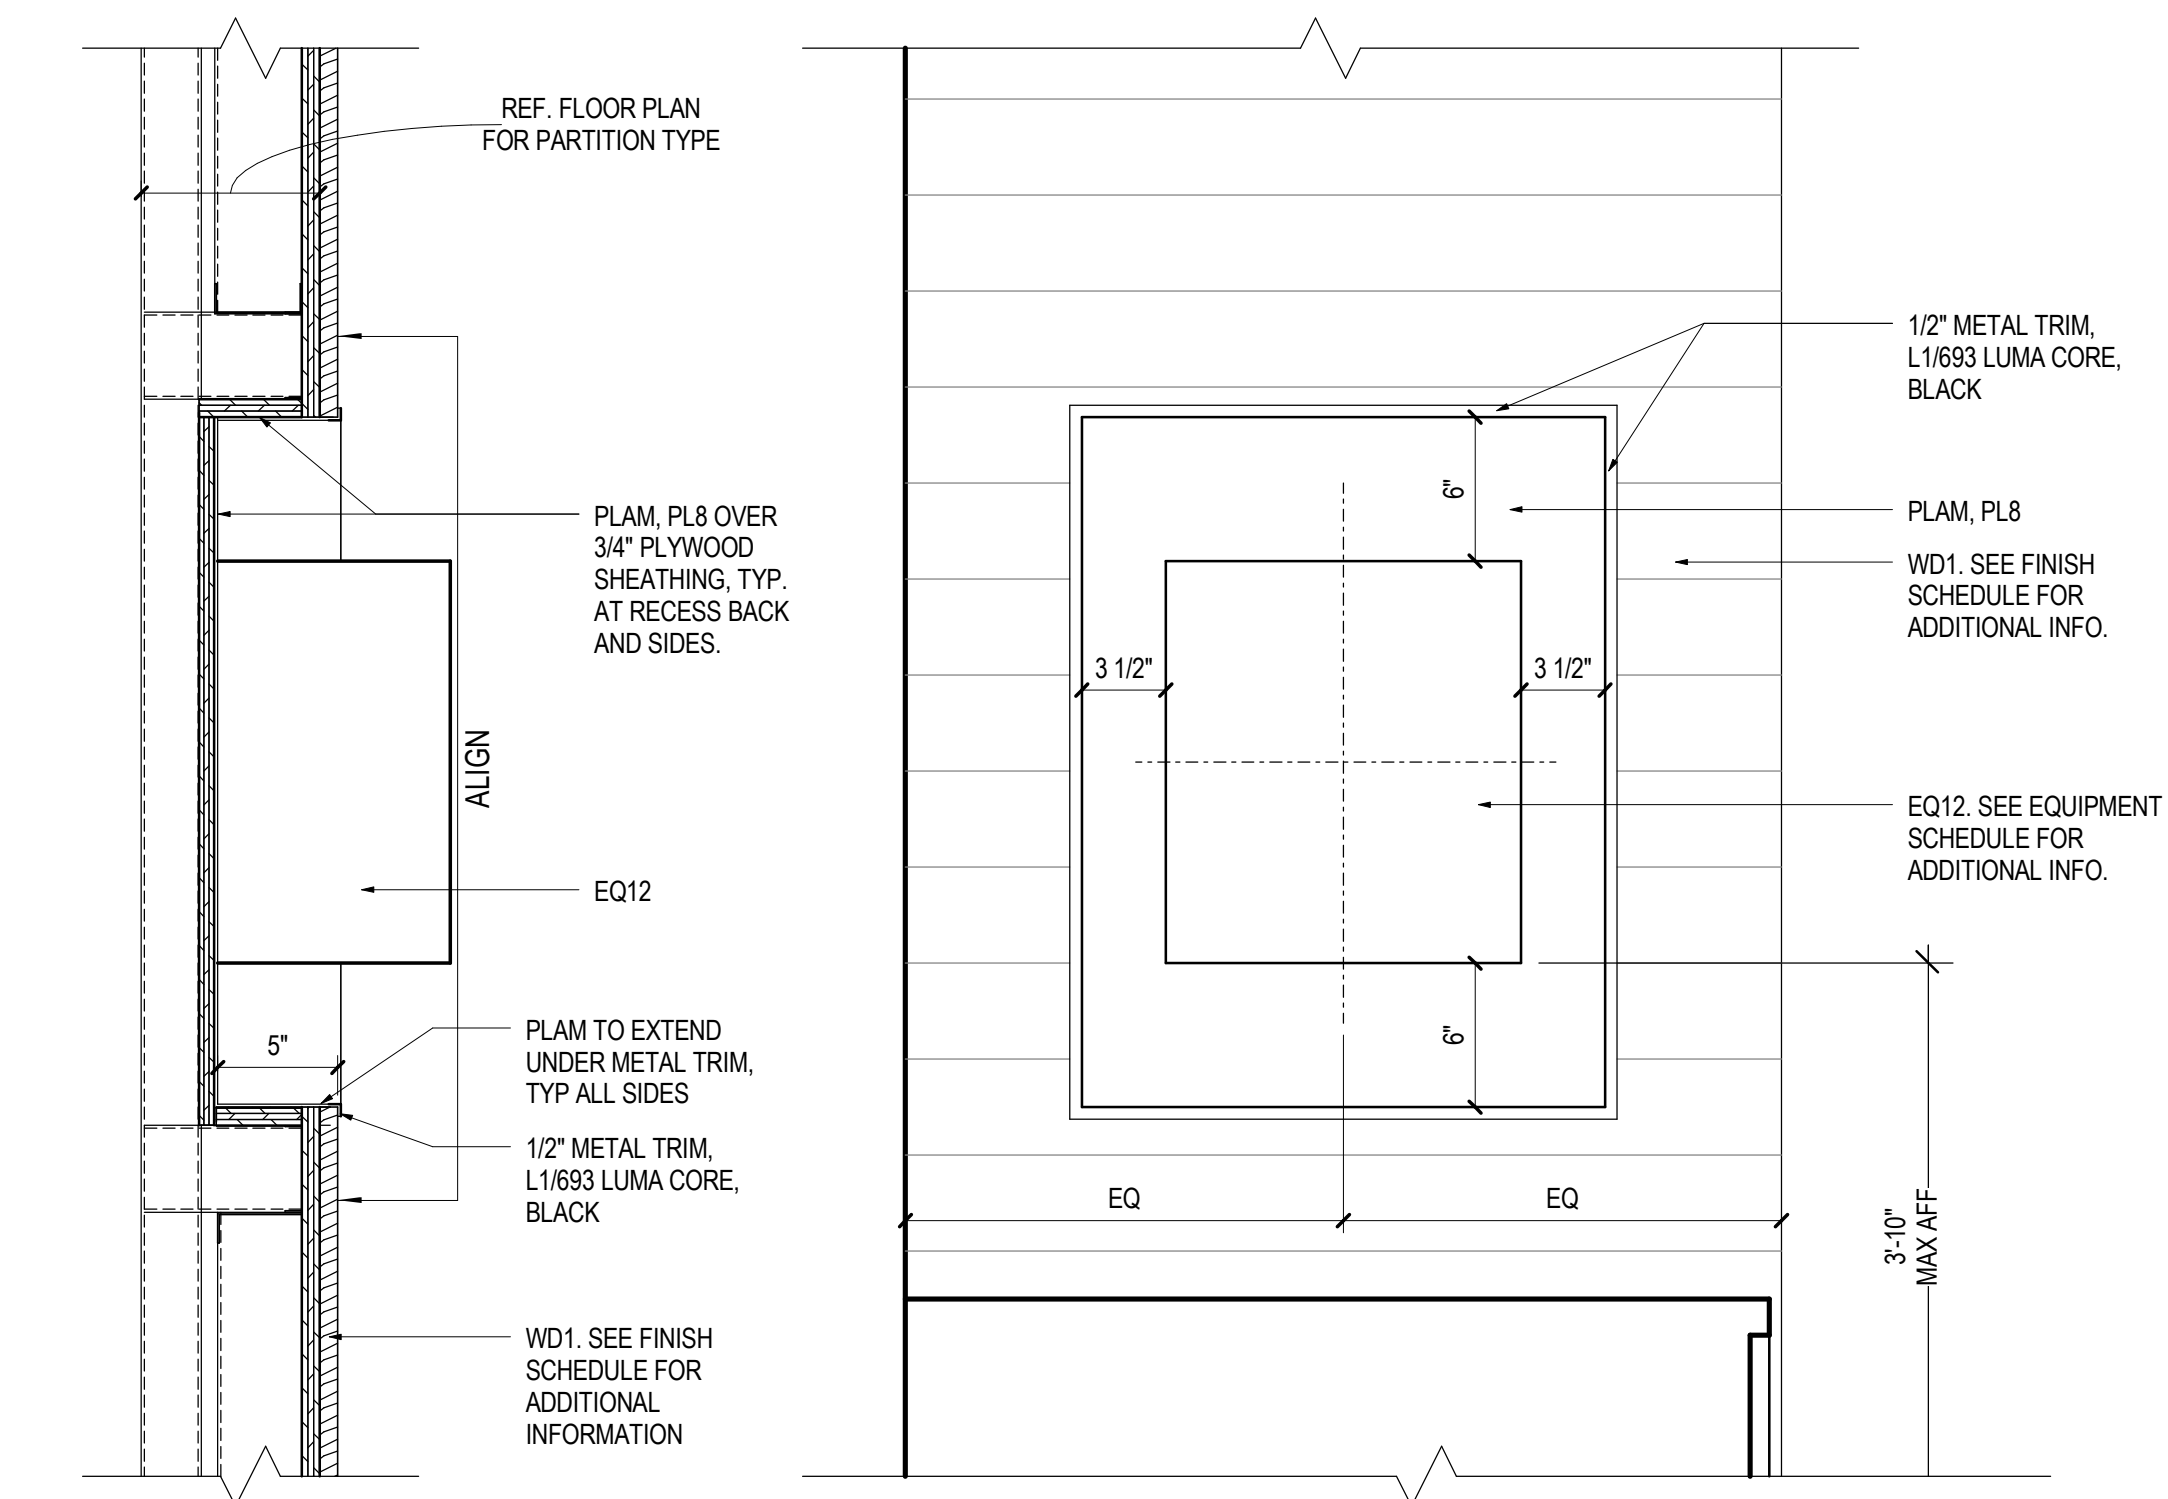 REF. FLOOR PLAN
FOR PARTITION TYPE
PLAM, PL8 OVER
3/4" PLYWOOD
SHEATHING, TYP.
AT RECESS BACK
AND SIDES.
ALIGN
EQ12
5"
PLAM TO EXTEND
UNDER METAL TRIM,
TYP ALL SIDES
1/2" METAL TRIM,
L1/693 LUMA CORE,
BLACK
WD1. SEE FINISH
SCHEDULE FOR
ADDITIONAL
INFORMATION
1/2" METAL TRIM,
L1/693 LUMA CORE,
BLACK
6"
PLAM, PL8
WD1. SEE FINISH
SCHEDULE FOR
ADDITIONAL INFO.
3 1/2"
3 1/2"
EQ12. SEE EQUIPMENT
SCHEDULE FOR
ADDITIONAL INFO.
6"
EQ
EQ
3'-10"
MAX AFF